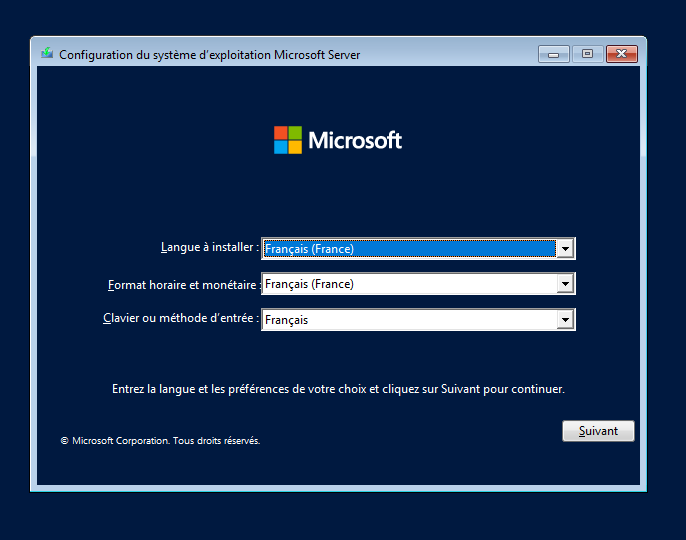 Configuration du système d'exploitation Microsoft Server
Microsoft
Langue à installer : Français (France)
Format horaire et monétaire : Français (France)
Clavier ou méthode d'entrée : Français
Entrez la langue et les préférences de votre choix et cliquez sur Suivant pour continuer.
Suivant
© Microsoft Corporation. Tous droits réservés.